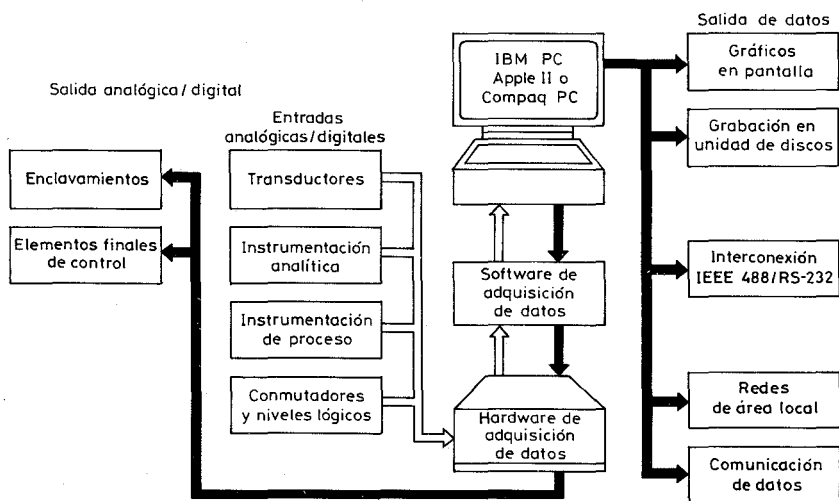 Salida de datos
IBM PC
Apple II o
Compaq PC
Gráficos
en pantalla
Salida analógica / digital
Entradas
analógicas/digitales
Grabación en
unidad de discos
Enclavamientos
Transductores
Elementos finales
de control
Instrumentación
analítica
Software de
adquisición
de datos
Interconexión
IEEE 488/RS-232
Instrumentación
de proceso
Conmutadores
y niveles lógicos
Hardware de
adquisición
de datos
Redes
de área local
Comunicación
de datos